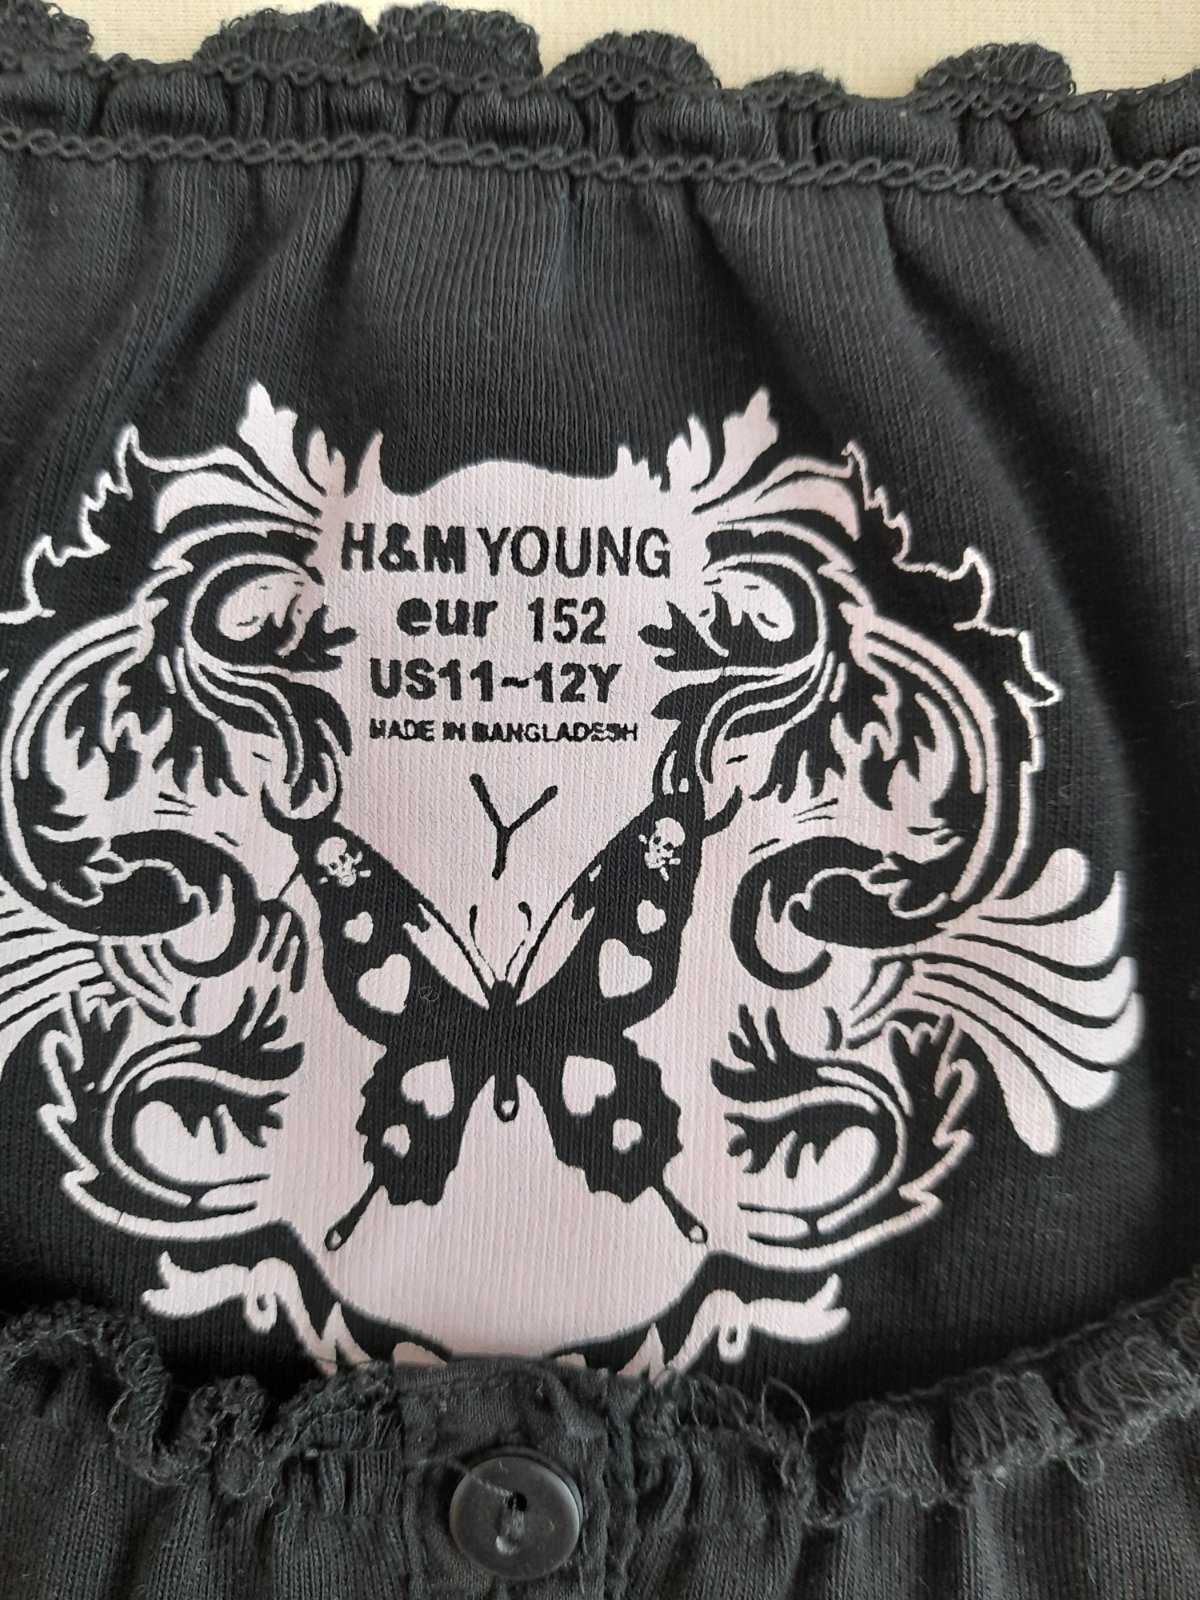 H&M YOUNG
eur 152
US11~12Y
MADE IN BANGLADESH
Y